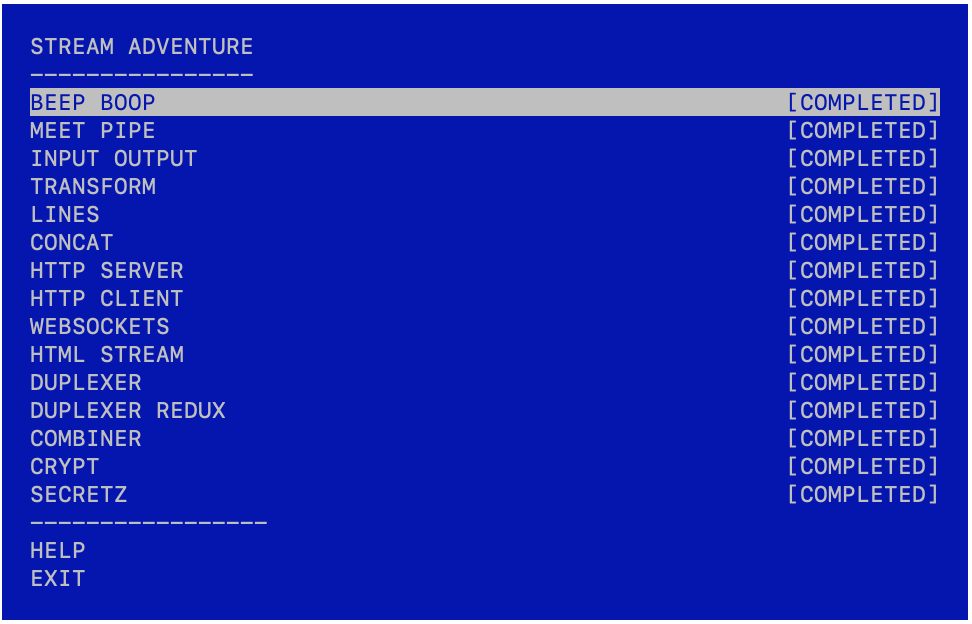 STREAM ADVENTURE
————————————————
BEEP BOOP [COMPLETED]
MEET PIPE [COMPLETED]
INPUT OUTPUT [COMPLETED]
TRANSFORM [COMPLETED]
LINES [COMPLETED]
CONCAT [COMPLETED]
HTTP SERVER [COMPLETED]
HTTP CLIENT [COMPLETED]
WEBSOCKETS [COMPLETED]
HTML STREAM [COMPLETED]
DUPLEXER [COMPLETED]
DUPLEXER REDUX [COMPLETED]
COMBINER [COMPLETED]
CRYPT [COMPLETED]
SECRETZ [COMPLETED]
—————————————————
HELP
EXIT